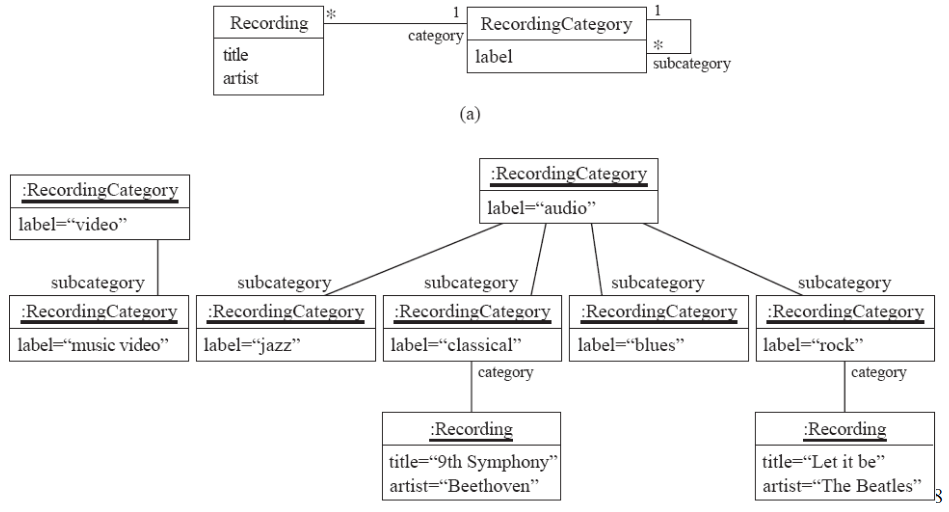 Recording
*
1
category
RecordingCategory
1
*
subcategory
title
artist
label
(a)
:RecordingCategory
label=“video”
:RecordingCategory
label=“audio”
subcategory
subcategory
subcategory
subcategory
subcategory
:RecordingCategory
:RecordingCategory
:RecordingCategory
:RecordingCategory
:RecordingCategory
label=“music video”
label=“jazz”
label=“classical”
label=“blues”
label=“rock”
category
category
:Recording
title=“9th Symphony”
artist=“Beethoven”
:Recording
title=“Let it be”
artist=“The Beatles”
8